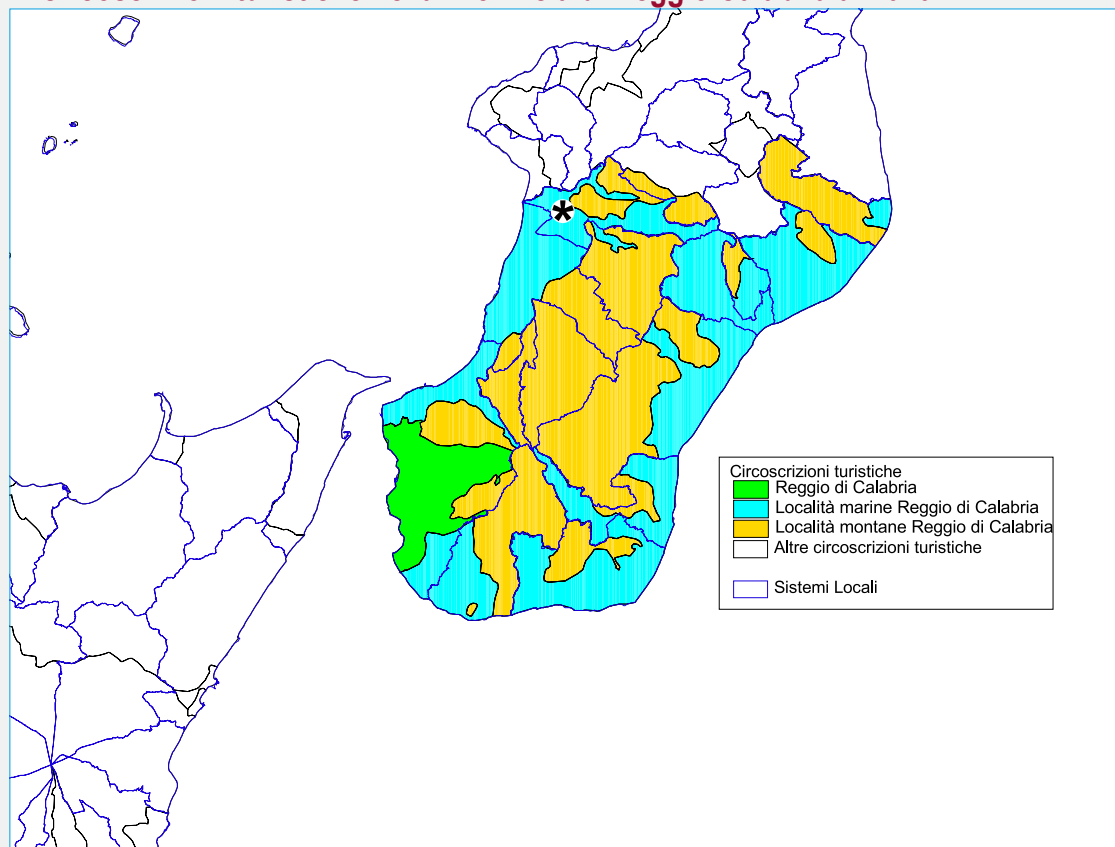 Circoscrizioni turistiche
Reggio di Calabria
Località marine Reggio di Calabria
Località montane Reggio di Calabria
Altre circoscrizioni turistiche
Sistemi Locali
*